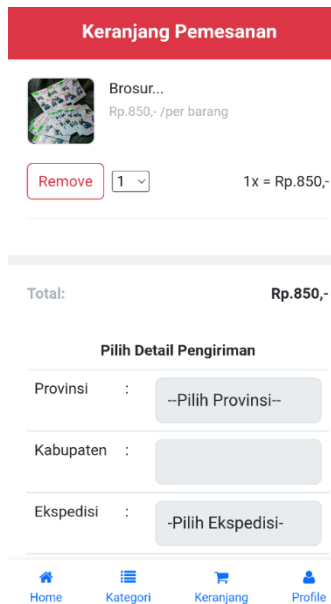 Keranjang Pemesanan
Brosur...
Rp.850,- /per barang
Remove 1 1x = Rp.850,-
Total: Rp.850,-
Pilih Detail Pengiriman
Provinsi : --Pilih Provinsi--
Kabupaten :
Ekspedisi : -Pilih Ekspedisi-
Home Kategori Keranjang Profile